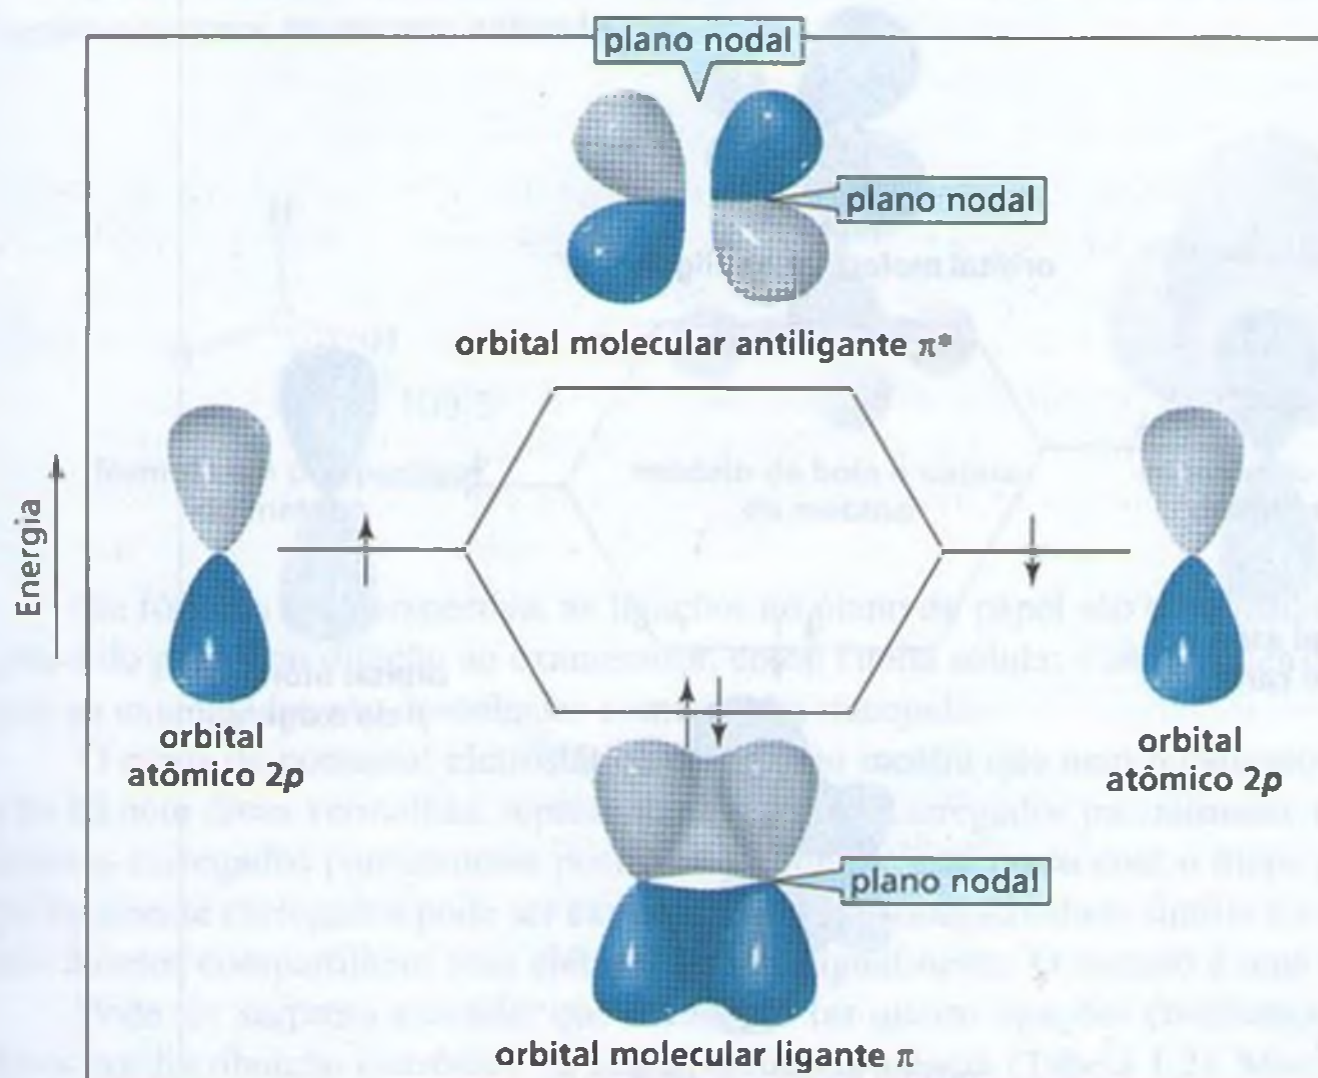 plano nodal
plano nodal
orbital molecular antiligante π*
Energia
orbital
atômico 2p
orbital
atômico 2p
plano nodal
orbital molecular ligante π